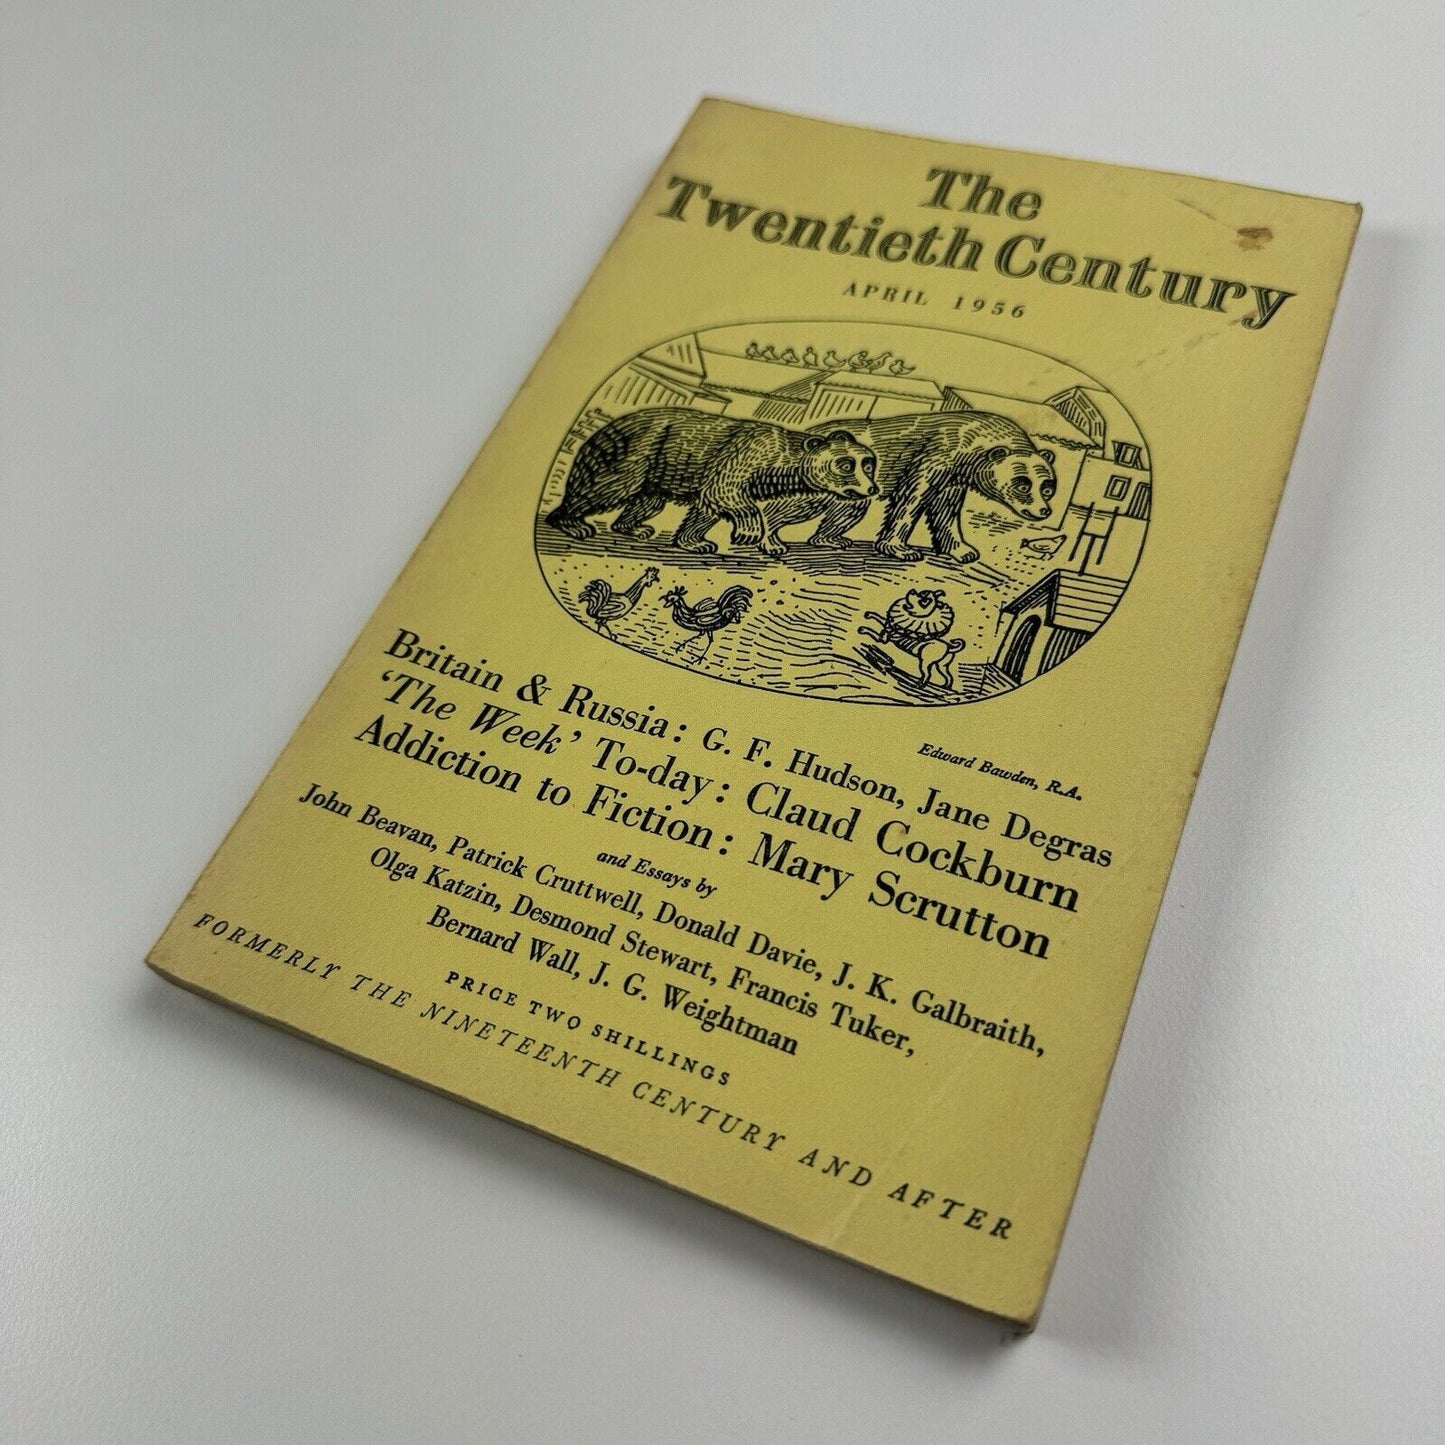 The
Twentieth Century
APRIL 1956
Edward Bawden, R.A.
Britain & Russia: G. F. Hudson, Jane Degras
‘The Week’ To-day: Claud Cockburn
Addiction to Fiction: Mary Scrutton
and Essays by
John Beavan, Patrick Cruttwell, Donald Davie, J. K. Galbraith,
Olga Katzin, Desmond Stewart, Francis Tuker,
Bernard Wall, J. G. Weightman
PRICE TWO SHILLINGS
FORMERLY THE NINETEENTH CENTURY AND AFTER